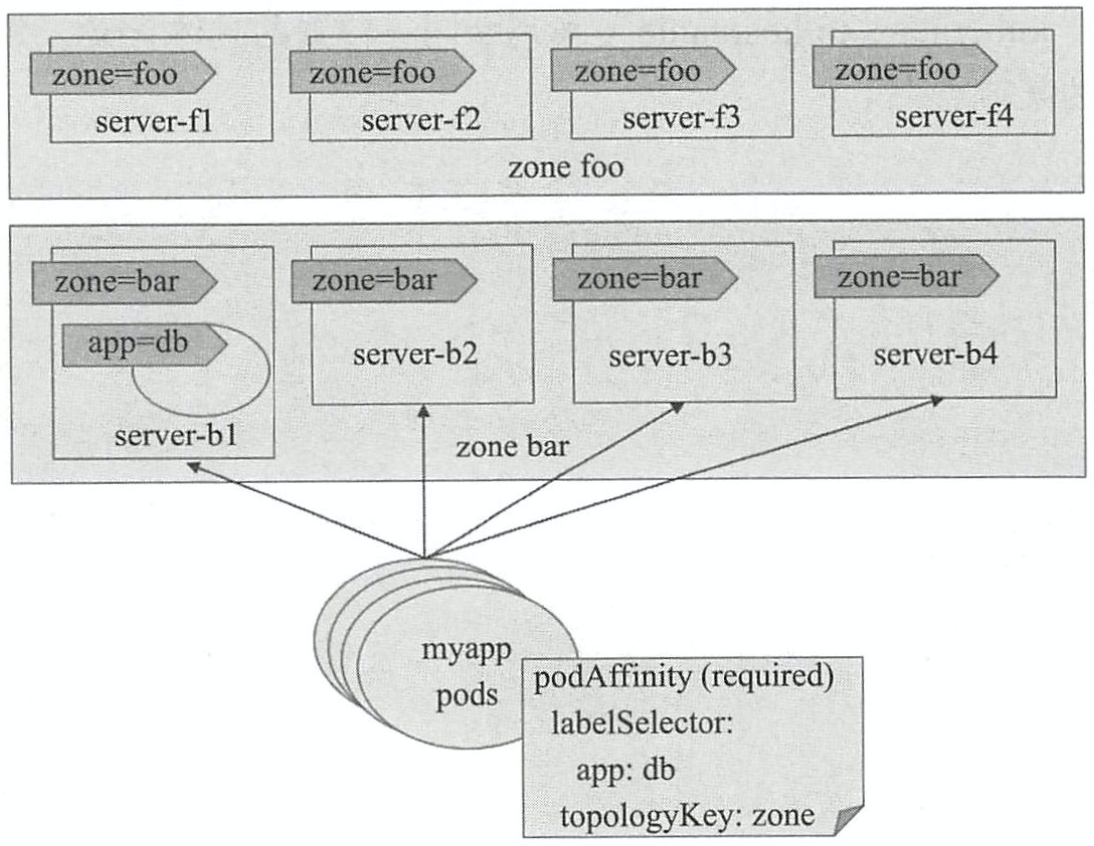 zone=foo
server-f1
zone=foo
server-f2
zone=foo
server-f3
zone=foo
server-f4
zone foo
zone=bar
app=db
server-b1
zone=bar
server-b2
zone=bar
server-b3
zone=bar
server-b4
zone bar
myapp
pods
podAffinity (required)
labelSelector:
app: db
topologyKey: zone